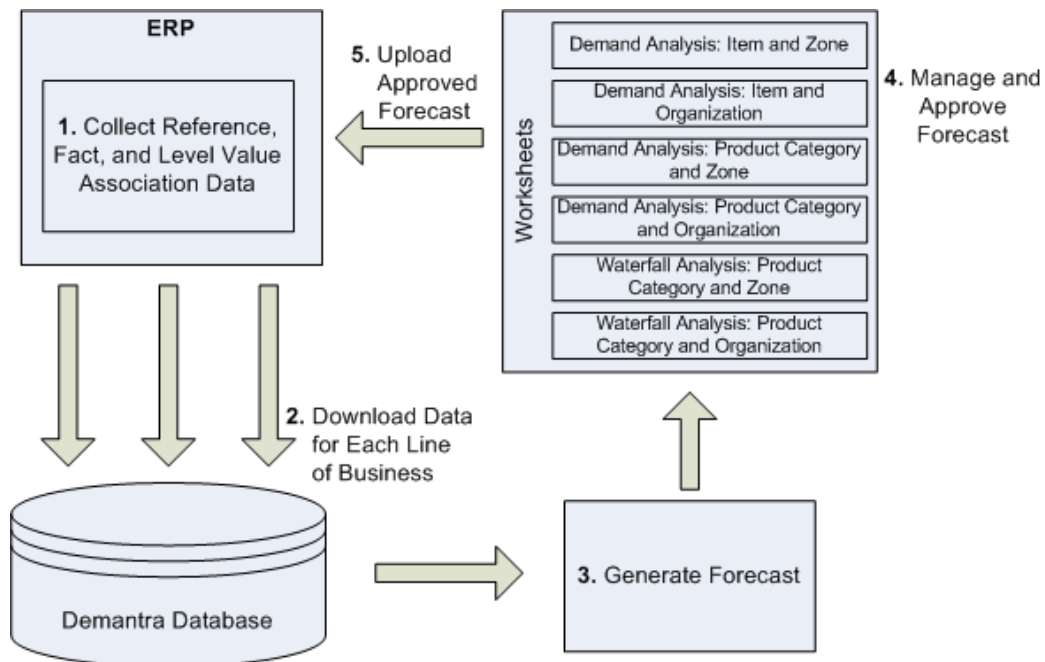 ERP
1. Collect Reference,
Fact, and Level Value
Association Data
5. Upload
Approved
Forecast
Worksheets
Demand Analysis: Item and Zone
Demand Analysis: Item and
Organization
Demand Analysis: Product Category
and Zone
Demand Analysis: Product Category
and Organization
Waterfall Analysis: Product
Category and Zone
Waterfall Analysis: Product
Category and Organization
4. Manage and
Approve
Forecast
2. Download Data
for Each Line
of Business
Demantra Database
3. Generate Forecast